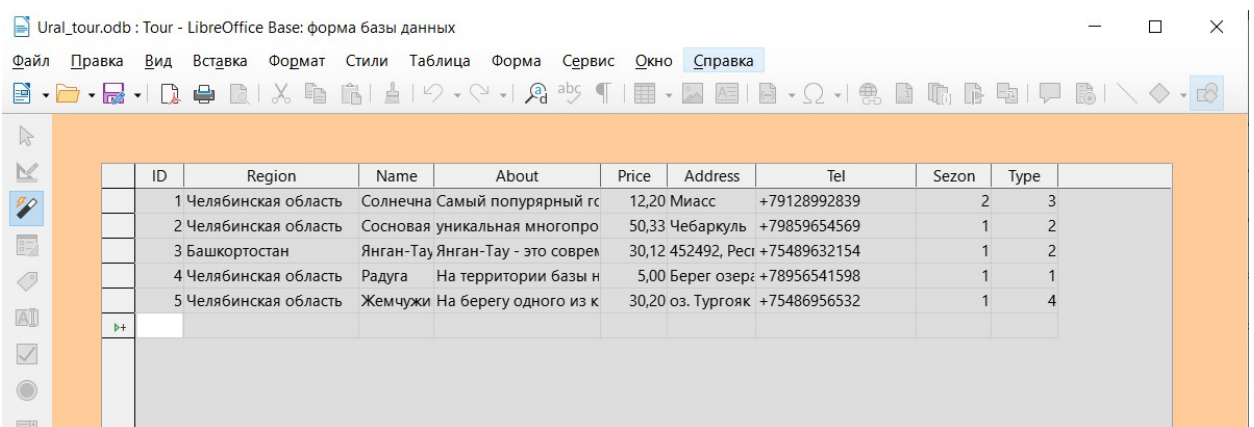 Ural_tour.odb : Tour - LibreOffice Base: форма базы данных
Файл Правка Вид Вставка Формат Стили Таблица Форма Сервис Окно Справка
ID Region Name About Price Address Tel Sezon Type
1 Челябинская область Солнечна Самый популярный го 12,20 Миасс +79128992839 2 3
2 Челябинская область Сосновая уникальная многопро 50,33 Чебаркуль +79859654569 1 2
3 Башкортостан Янган-Тау Янган-Тау - это соврем 30,12 452492, Респ +75489632154 1 2
4 Челябинская область Радуга На территории базы н 5,00 Берег озера +78956541598 1 1
5 Челябинская область Жемчужи На берегу одного из к 30,20 оз. Тургояк +75486956532 1 4